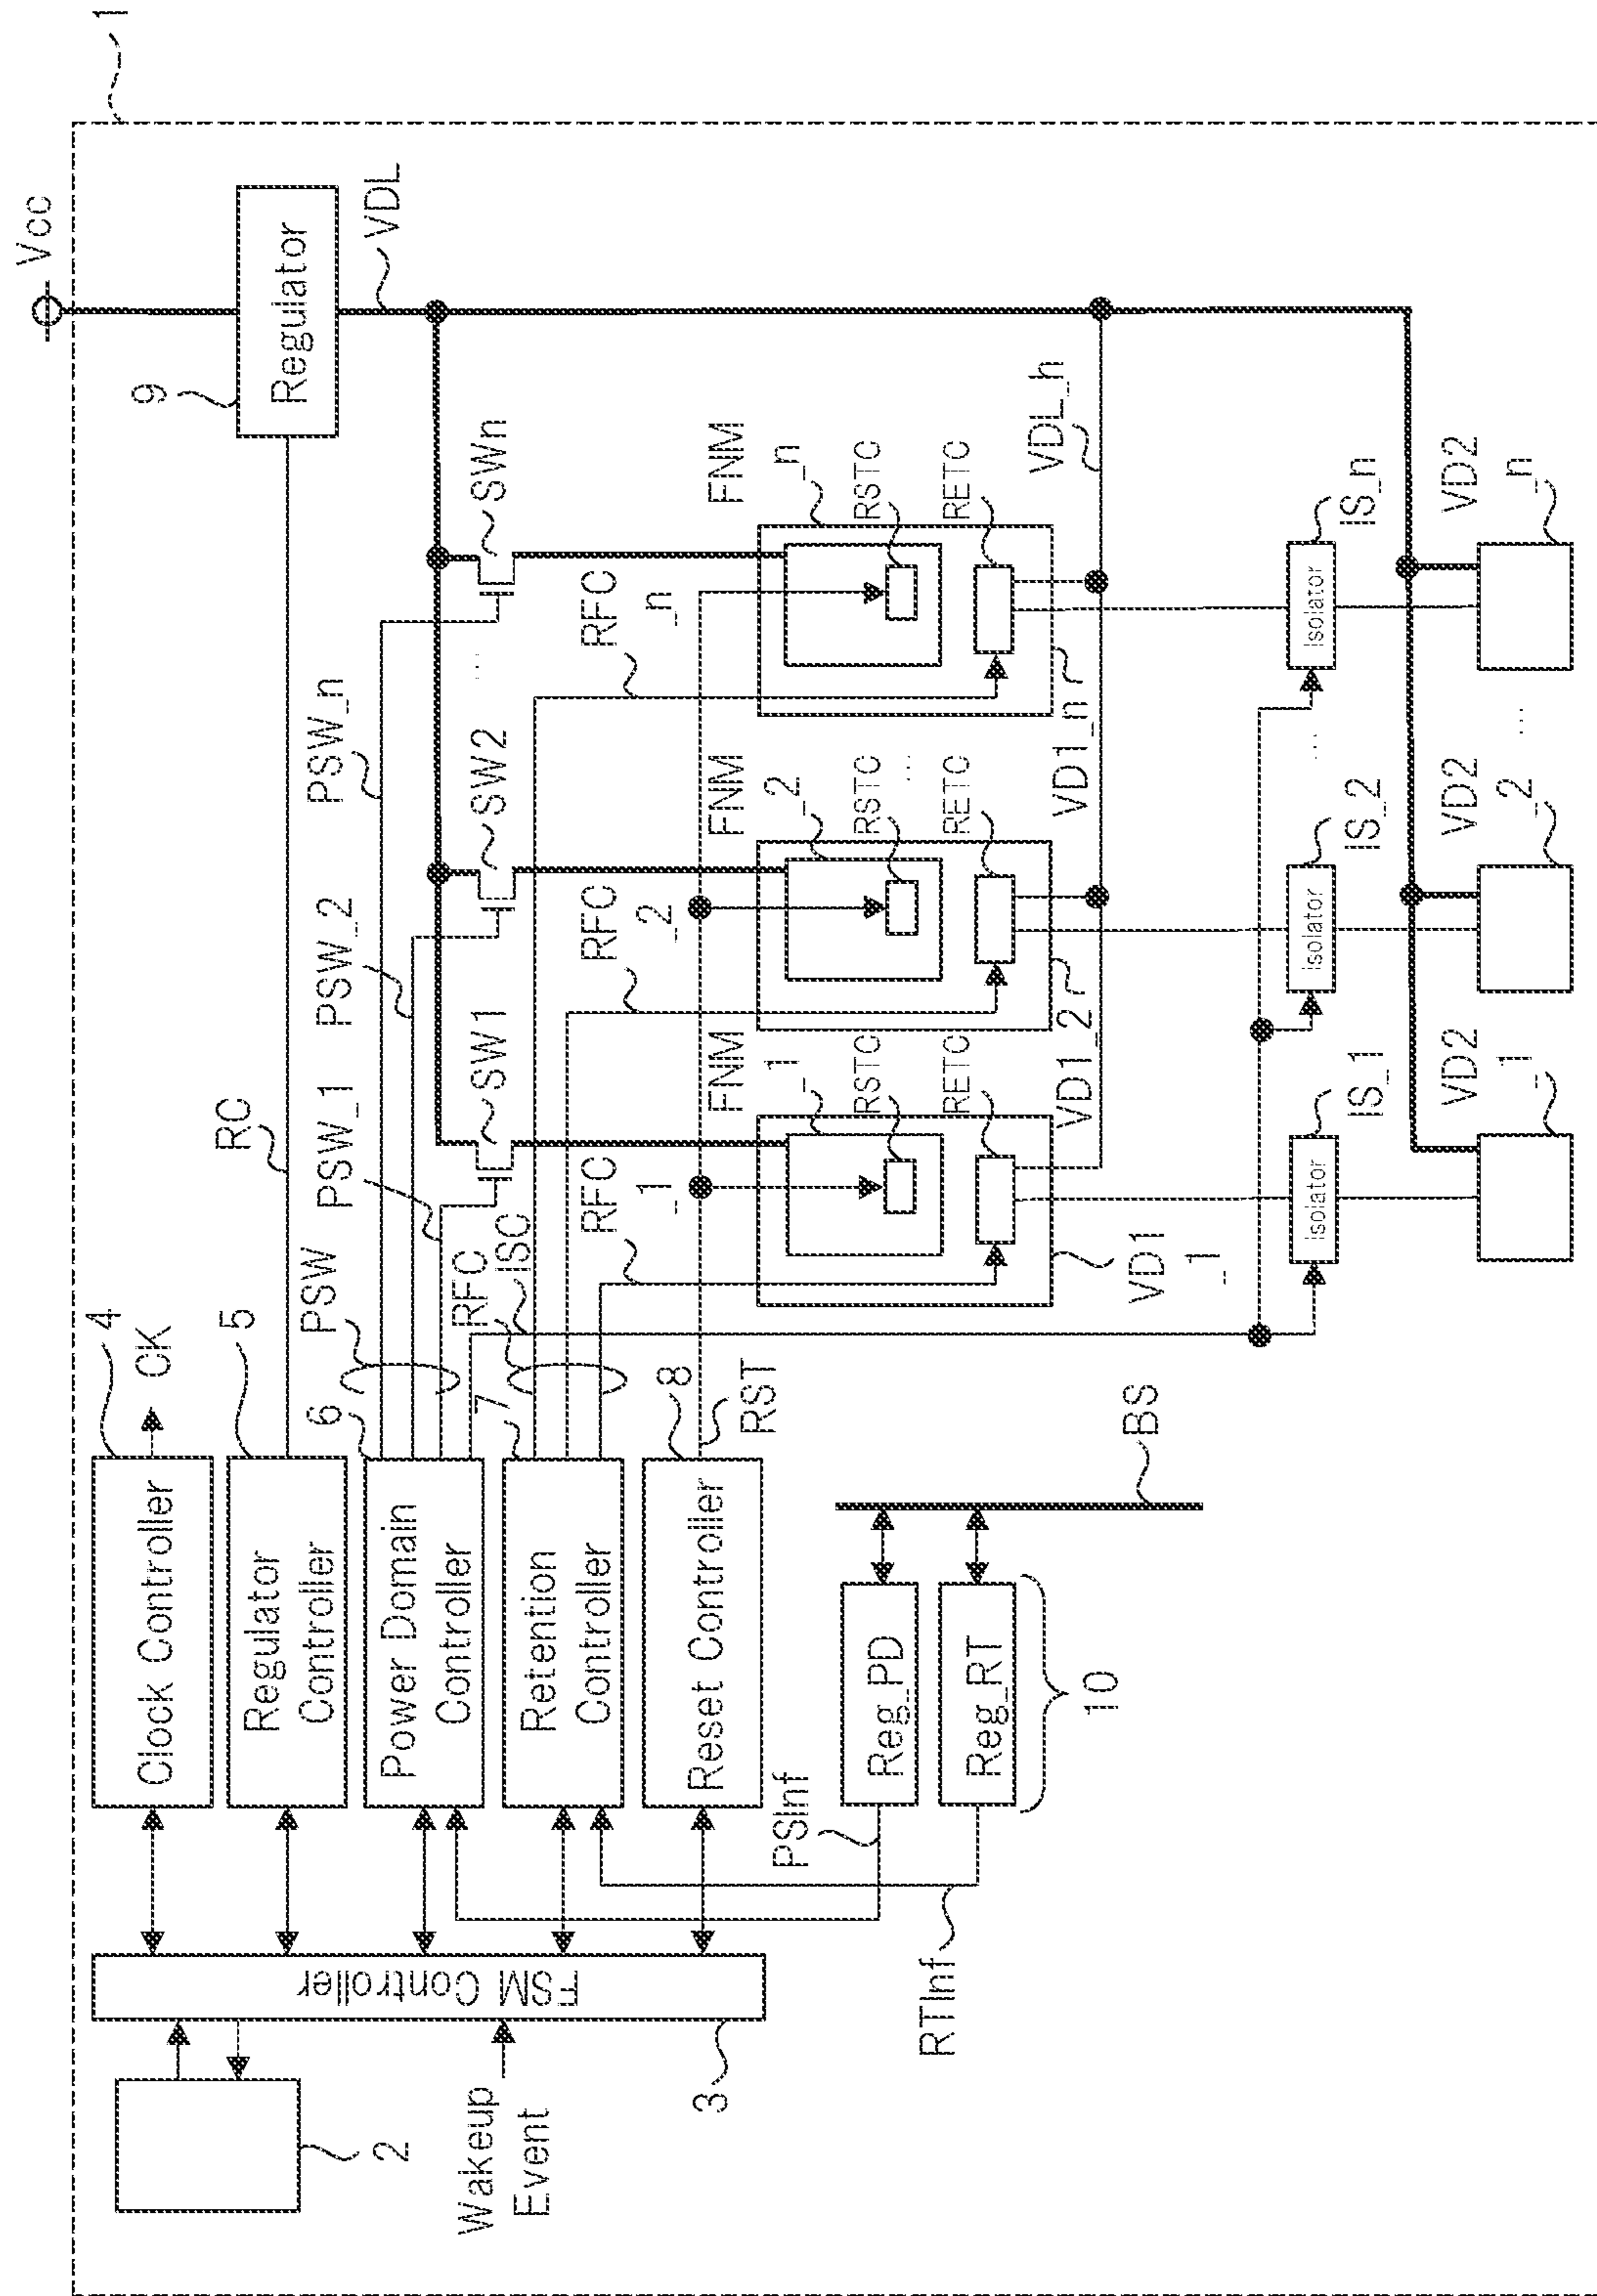 1
Vcc
9
Regulator
VDL
4
Clock Controller
CK
5
Regulator
Controller
RC
6
Power Domain
Controller
PSW
PSW_1
PSW_2
PSW_n
SW1
SW2
SWn
...
7
Retention
Controller
RFC
ISC
RFC
_1
RFC
_2
RFC
_n
8
Reset Controller
RST
FSM Controller
3
2
Wakeup
Event
PSInf
Reg_PD
Reg_RT
10
RTInf
BS
FNM
_1
RSTC
RETC
VD1
_1
FNM
_2
RSTC
RETC
VD1_2
...
FNM
_n
RSTC
RETC
VD1_n
VDL_h
Isolator
IS_1
Isolator
IS_2
...
Isolator
IS_n
VD2
_1
VD2
_2
...
VD2
_n